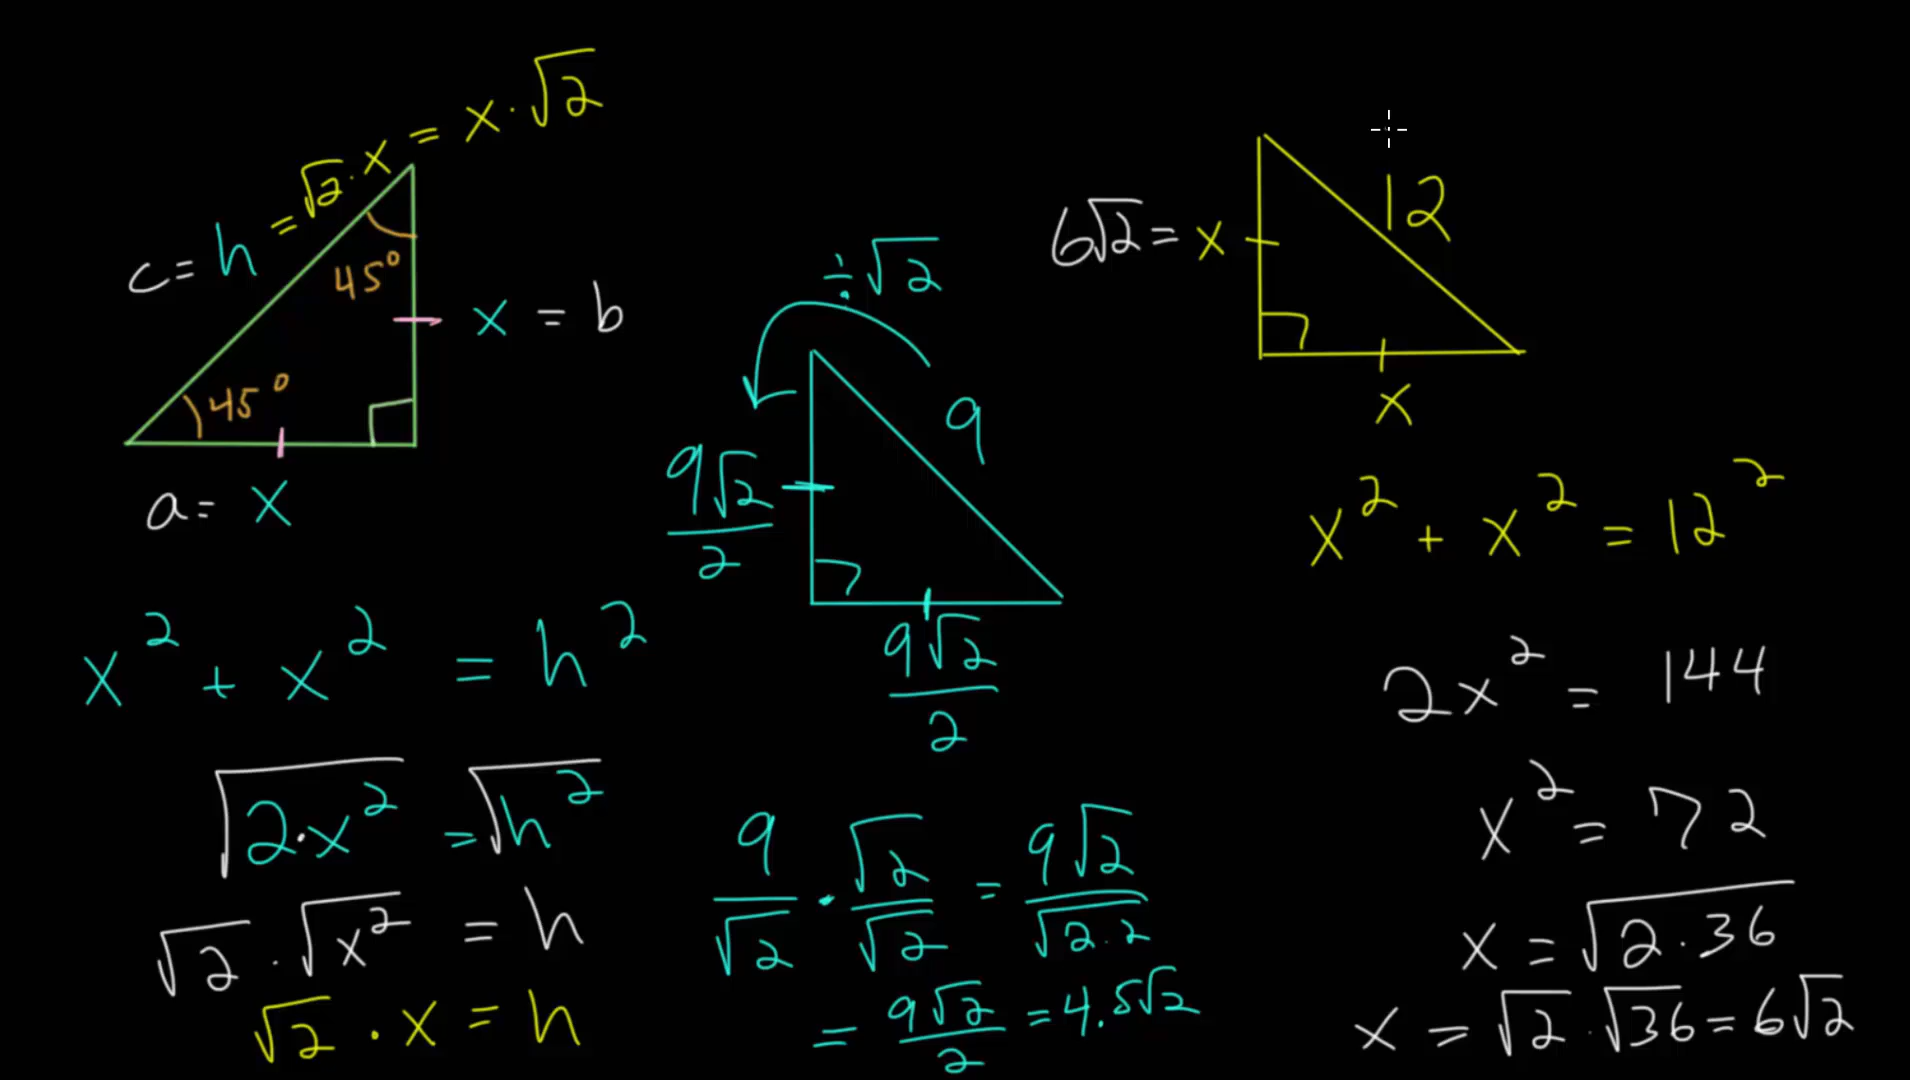 c = h = √2 · x = x · √2
45°
x = b
45°
a = x
x² + x² = h²
√(2·x²) = √(h²)
√2 · √(x²) = h
√2 · x = h
÷√2
9
9√2/2
9√2/2
9/√2 · √2/√2 = 9√2/√(2·2)
= 9√2/2 = 4.5√2
12
6√2 = x
x
x² + x² = 12²
2x² = 144
x² = 72
x = √(2·36)
x = √2 · √36 = 6√2